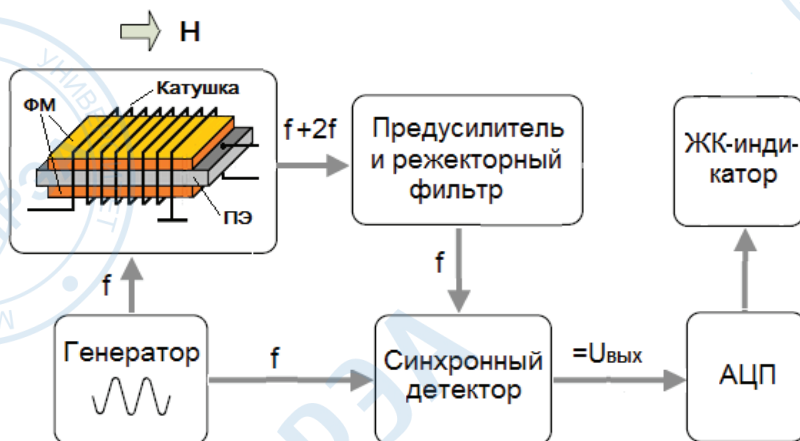 H
Катушка
ФМ
ПЭ
f+2f
Предусилитель
и режекторный
фильтр
ЖК-инди-
катор
f
f
Генератор
f
Синхронный
детектор
=Uвых
АЦП